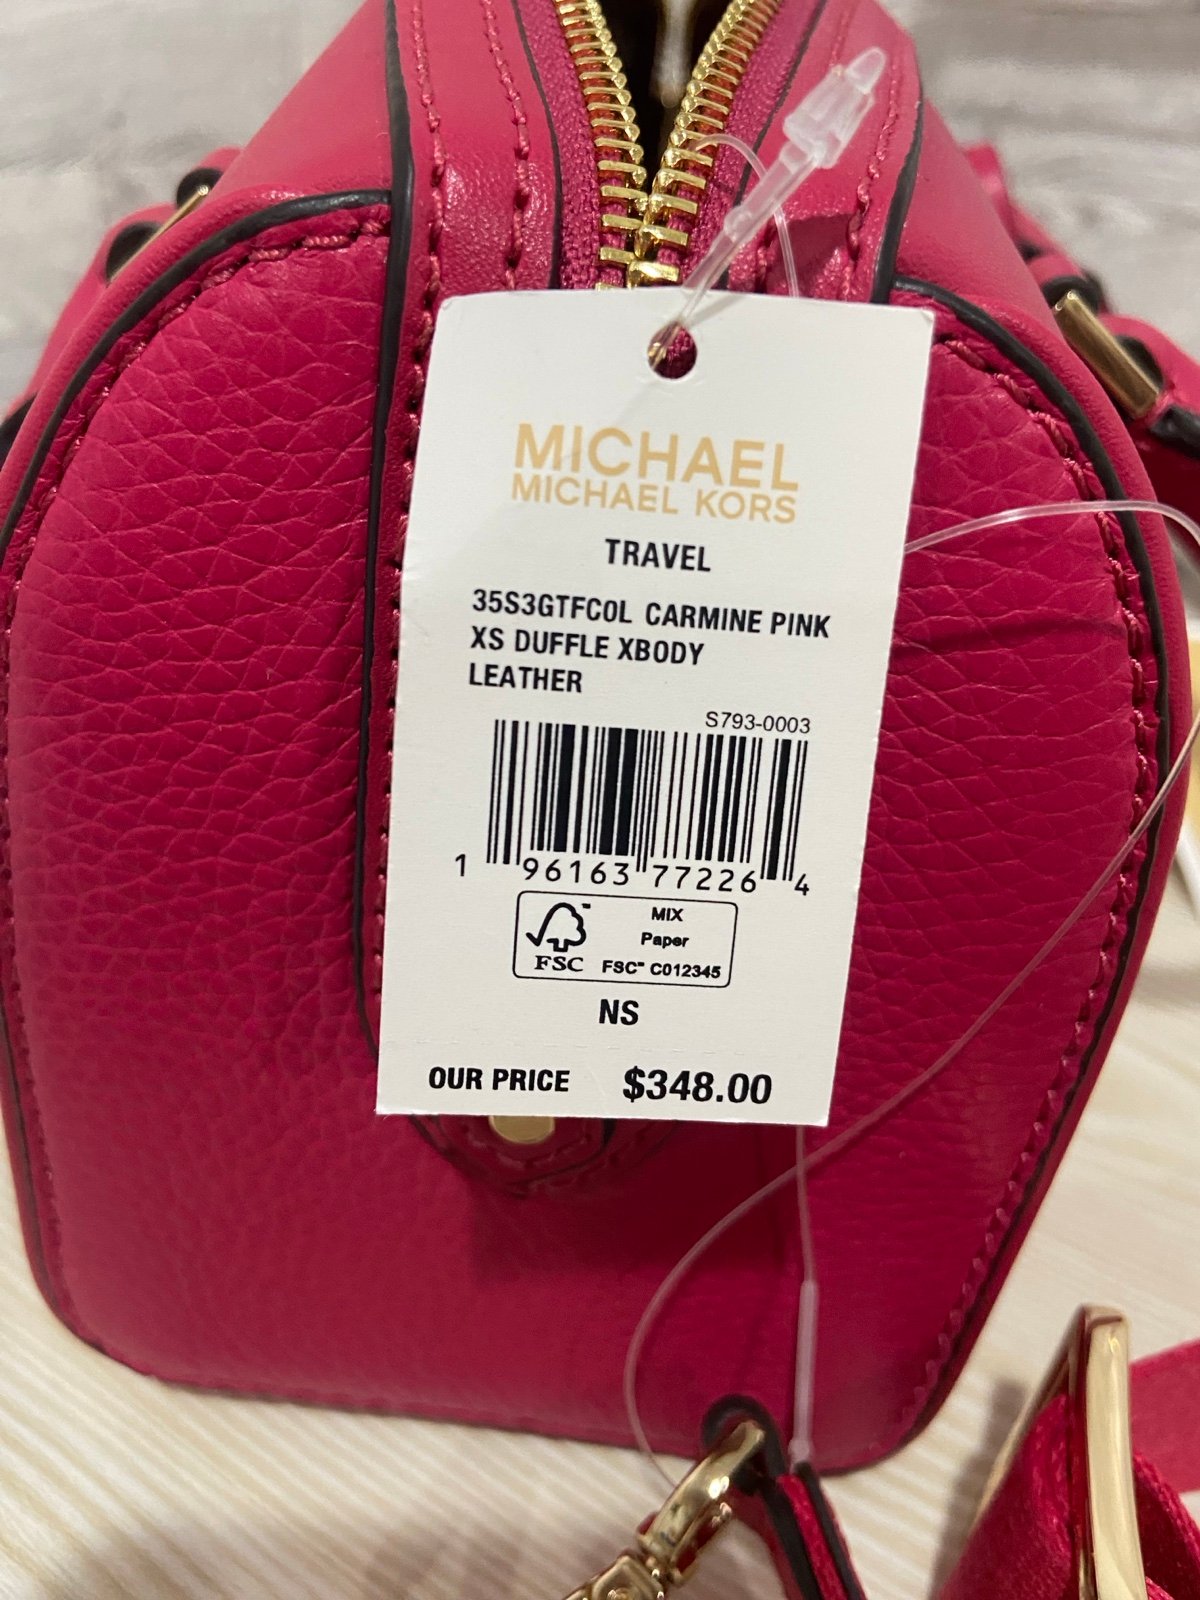 MICHAEL
MICHAEL KORS
TRAVEL
35S3GTFC0L CARMINE PINK
XS DUFFLE XBODY
LEATHER
S793-0003
1 96163 77226 4
MIX
Paper
FSC™ FSC™ C012345
NS
OUR PRICE $348.00